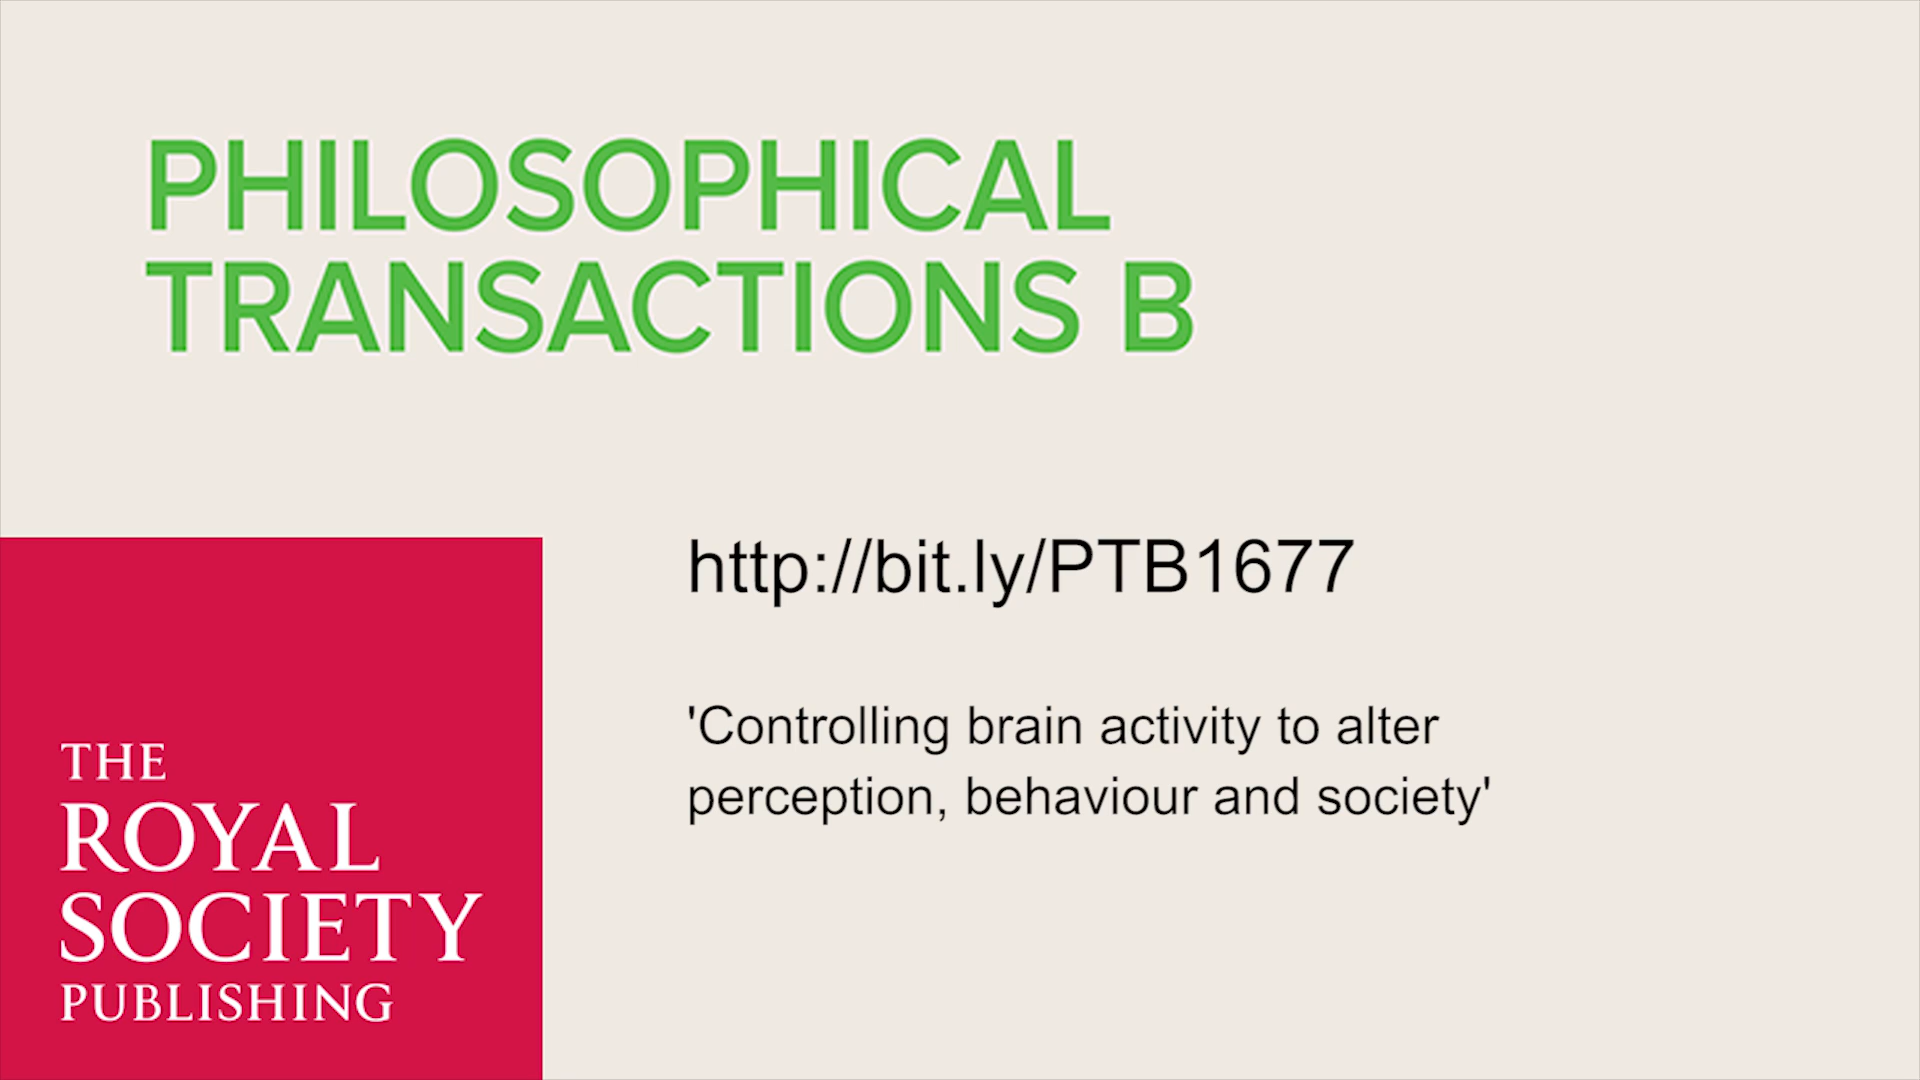 PHILOSOPHICAL
TRANSACTIONS B
http://bit.ly/PTB1677
'Controlling brain activity to alter
perception, behaviour and society'
THE
ROYAL
SOCIETY
PUBLISHING